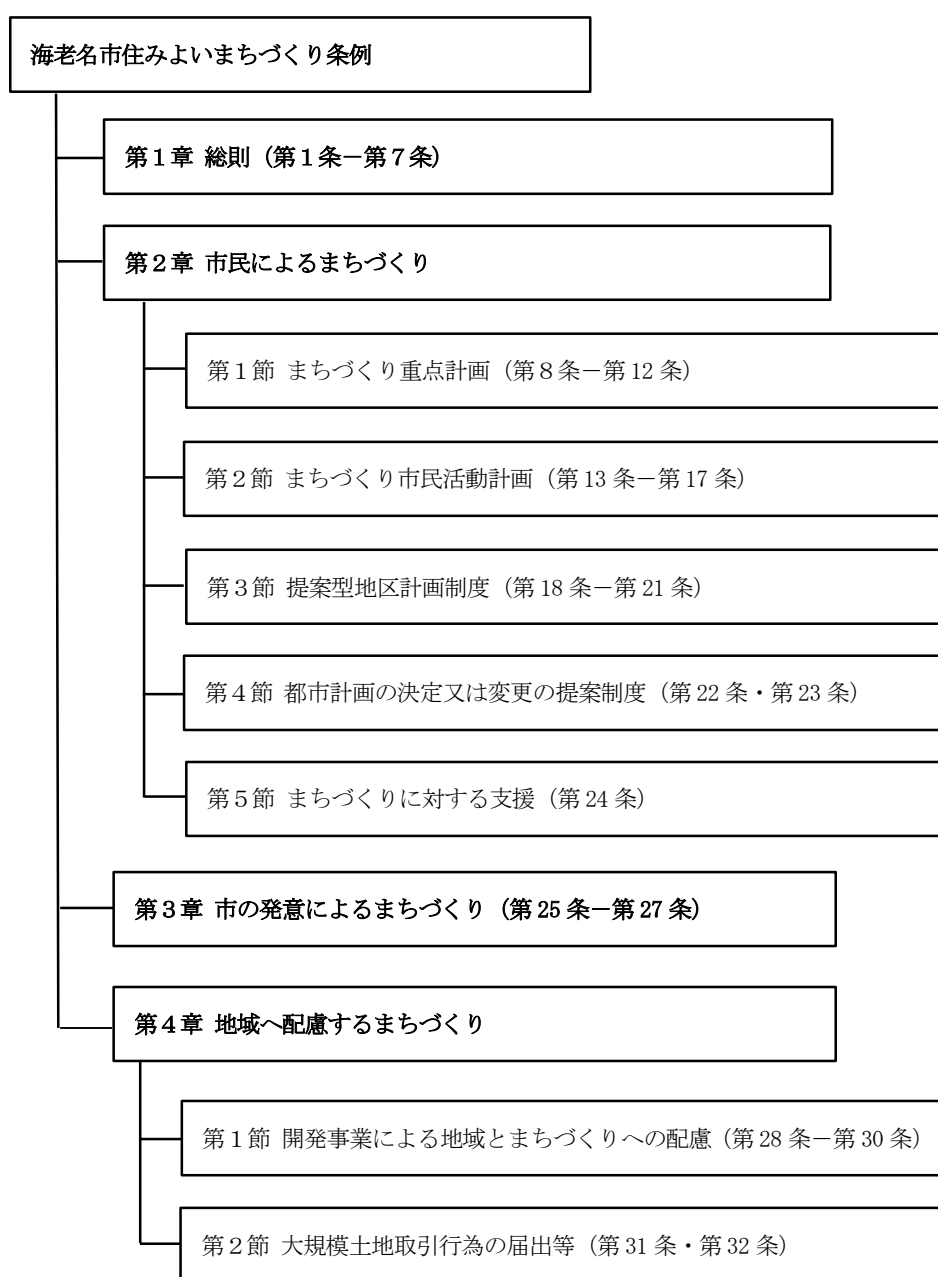 海老名市住みよいまちづくり条例
第１章 総則（第１条－第７条）
第２章 市民によるまちづくり
第１節 まちづくり重点計画（第８条－第 12 条）
第２節 まちづくり市民活動計画（第 13 条－第 17 条）
第３節 提案型地区計画制度（第 18 条－第 21 条）
第４節 都市計画の決定又は変更の提案制度（第 22 条・第 23 条）
第５節 まちづくりに対する支援（第 24 条）
第３章 市の発意によるまちづくり（第 25 条－第 27 条）
第４章 地域へ配慮するまちづくり
第１節 開発事業による地域とまちづくりへの配慮（第 28 条－第 30 条）
第２節 大規模土地取引行為の届出等（第 31 条・第 32 条）